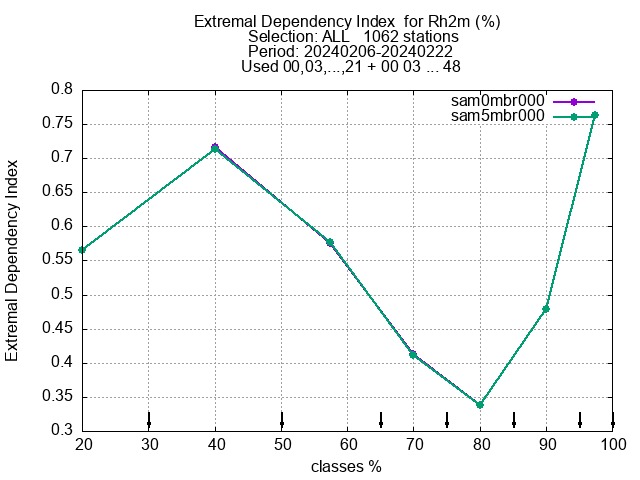 Extremal Dependency Index  for Rh2m (%)
Selection: ALL   1062 stations
Period: 20240206-20240222
Used 00,03,...,21 + 00 03 ... 48
sam0mbr000
sam5mbr000
0.8
0.75
0.7
0.65
0.6
0.55
0.5
0.45
0.4
0.35
0.3
Extremal Dependency Index
20 30 40 50 60 70 80 90 100
classes %